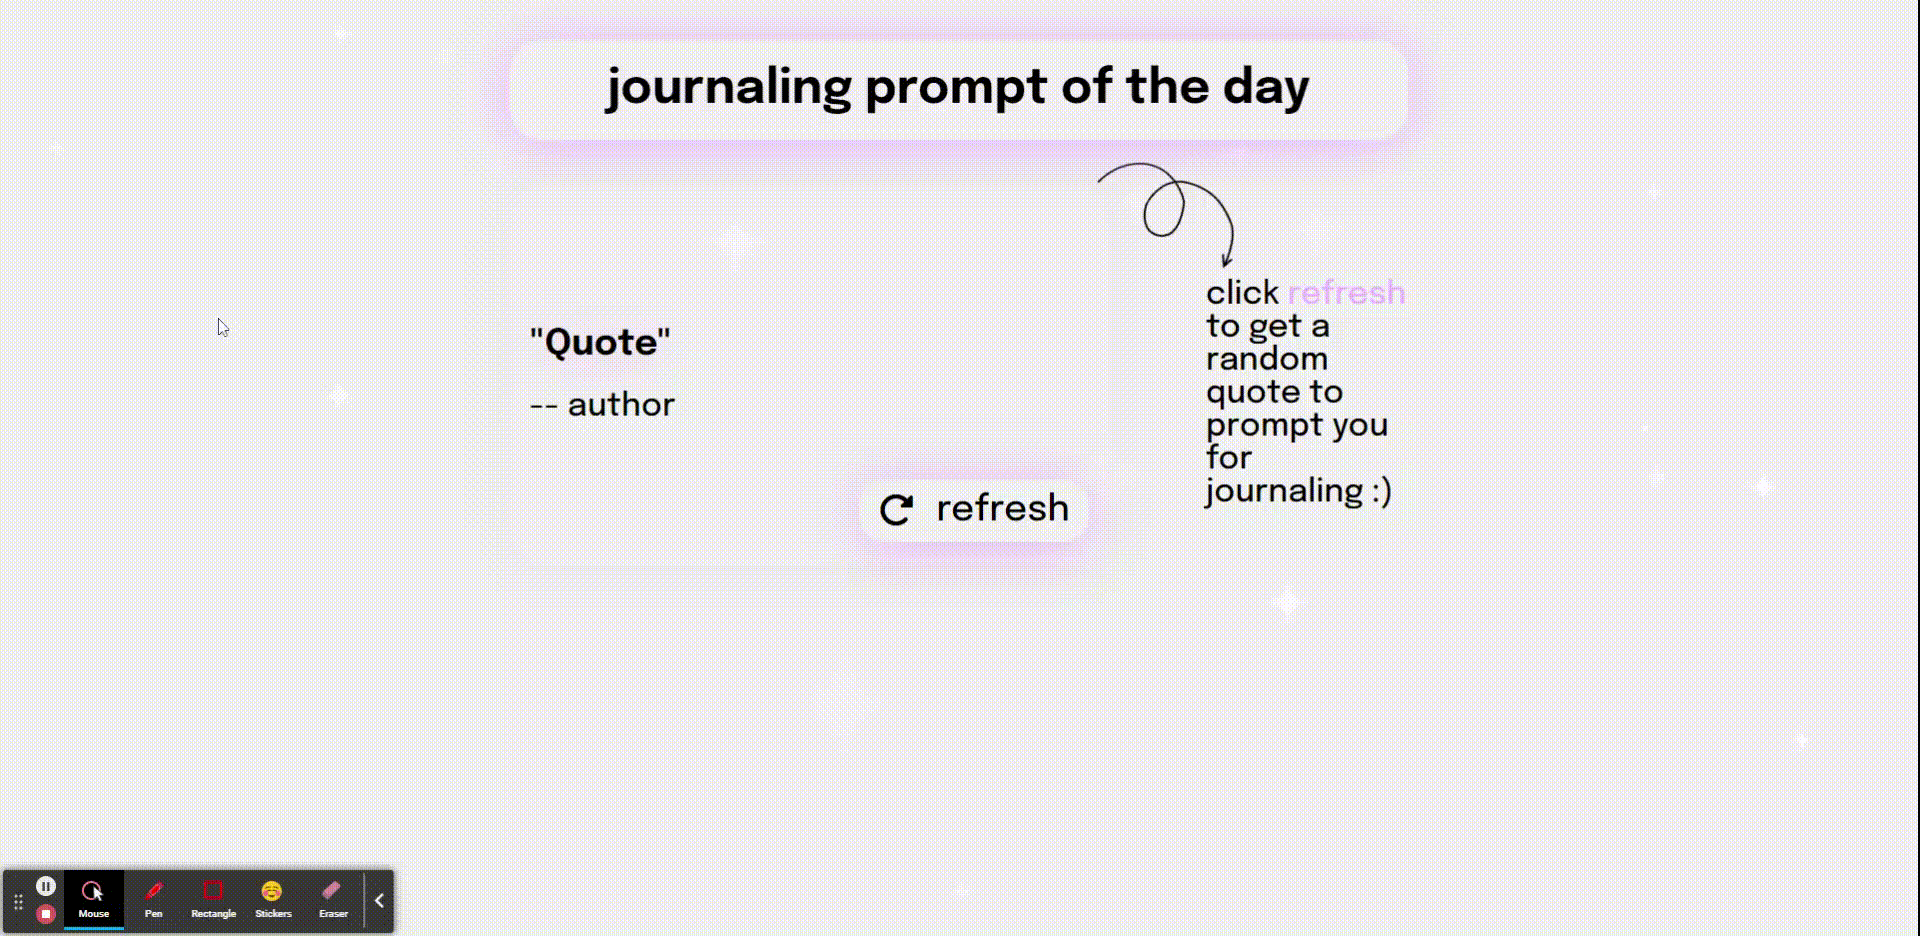 journaling prompt of the day
click refresh
to get a
random
quote to
prompt you
for
journaling :)
"Quote"
-- author
refresh
Mouse
Pen
Rectangle
Stickers
Eraser